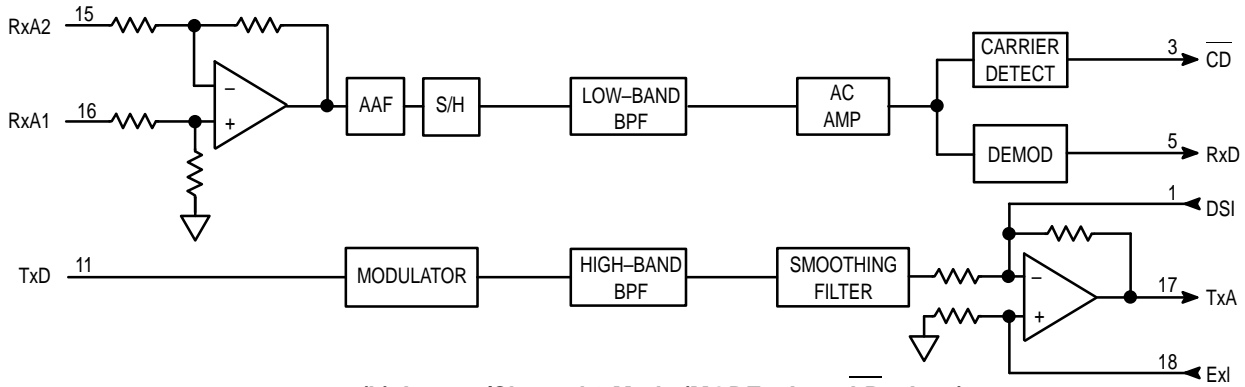 RxA2
15
RxA1
16
AAF
S/H
LOW–BAND
BPF
AC
AMP
CARRIER
DETECT
3
CD
DEMOD
5
RxD
1
DSI
TxD
11
MODULATOR
HIGH–BAND
BPF
SMOOTHING
FILTER
17
TxA
18
ExI
–
+
–
+